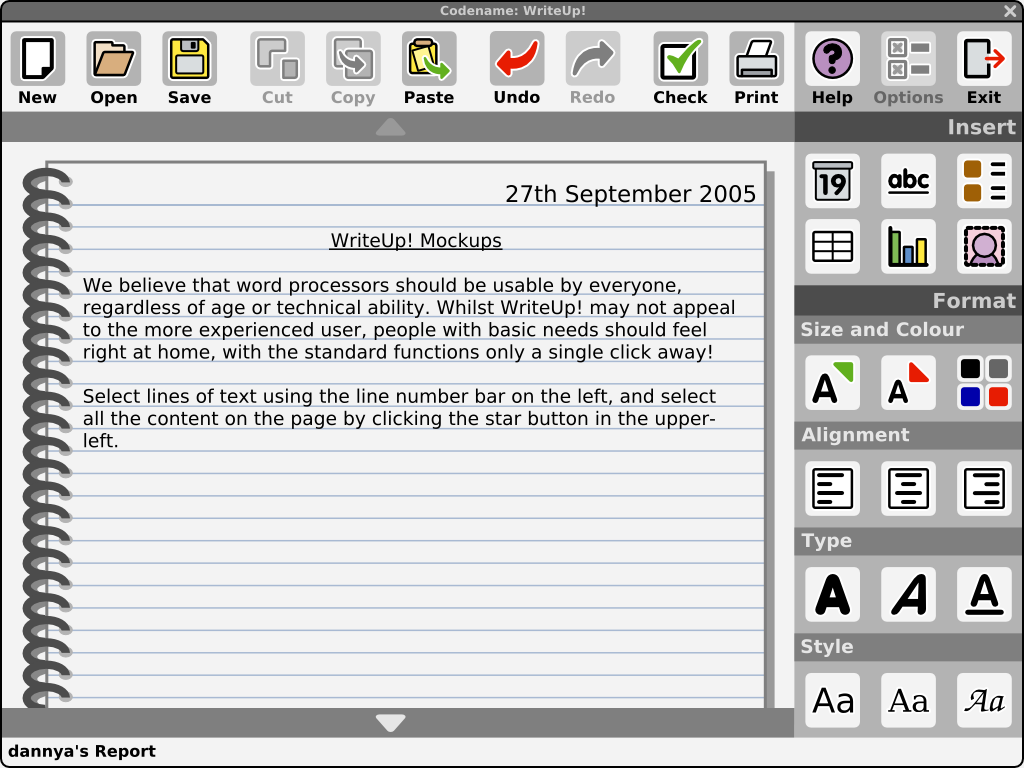 Codename: WriteUp!
New Open Save Cut Copy Paste Undo Redo Check Print Help Options Exit
Insert
19 abc
27th September 2005
WriteUp! Mockups
We believe that word processors should be usable by everyone,
regardless of age or technical ability. Whilst WriteUp! may not appeal
to the more experienced user, people with basic needs should feel
right at home, with the standard functions only a single click away!
Select lines of text using the line number bar on the left, and select
all the content on the page by clicking the star button in the upper-
left.
Format
Size and Colour
A A
Alignment
Type
A A A
Style
Aa Aa Aa
dannya's Report